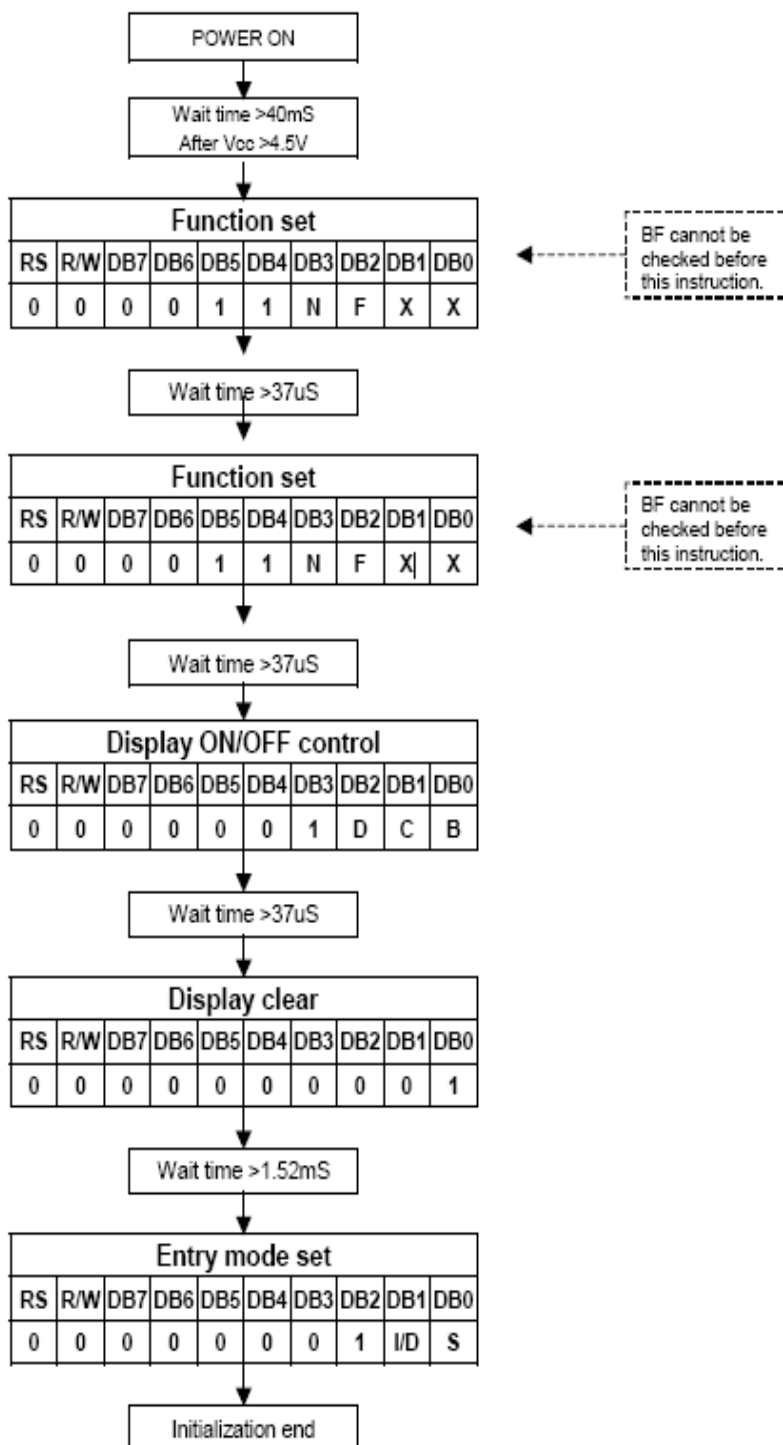 POWER ON
Wait time >40mS
After Vcc >4.5V
Function set
RS R/W DB7 DB6 DB5 DB4 DB3 DB2 DB1 DB0
0 0 0 0 1 1 N F X X
BF cannot be
checked before
this instruction.
Wait time >37uS
Function set
RS R/W DB7 DB6 DB5 DB4 DB3 DB2 DB1 DB0
0 0 0 0 1 1 N F X X
BF cannot be
checked before
this instruction.
Wait time >37uS
Display ON/OFF control
RS R/W DB7 DB6 DB5 DB4 DB3 DB2 DB1 DB0
0 0 0 0 0 0 1 D C B
Wait time >37uS
Display clear
RS R/W DB7 DB6 DB5 DB4 DB3 DB2 DB1 DB0
0 0 0 0 0 0 0 0 0 1
Wait time >1.52mS
Entry mode set
RS R/W DB7 DB6 DB5 DB4 DB3 DB2 DB1 DB0
0 0 0 0 0 0 0 1 I/D S
Initialization end